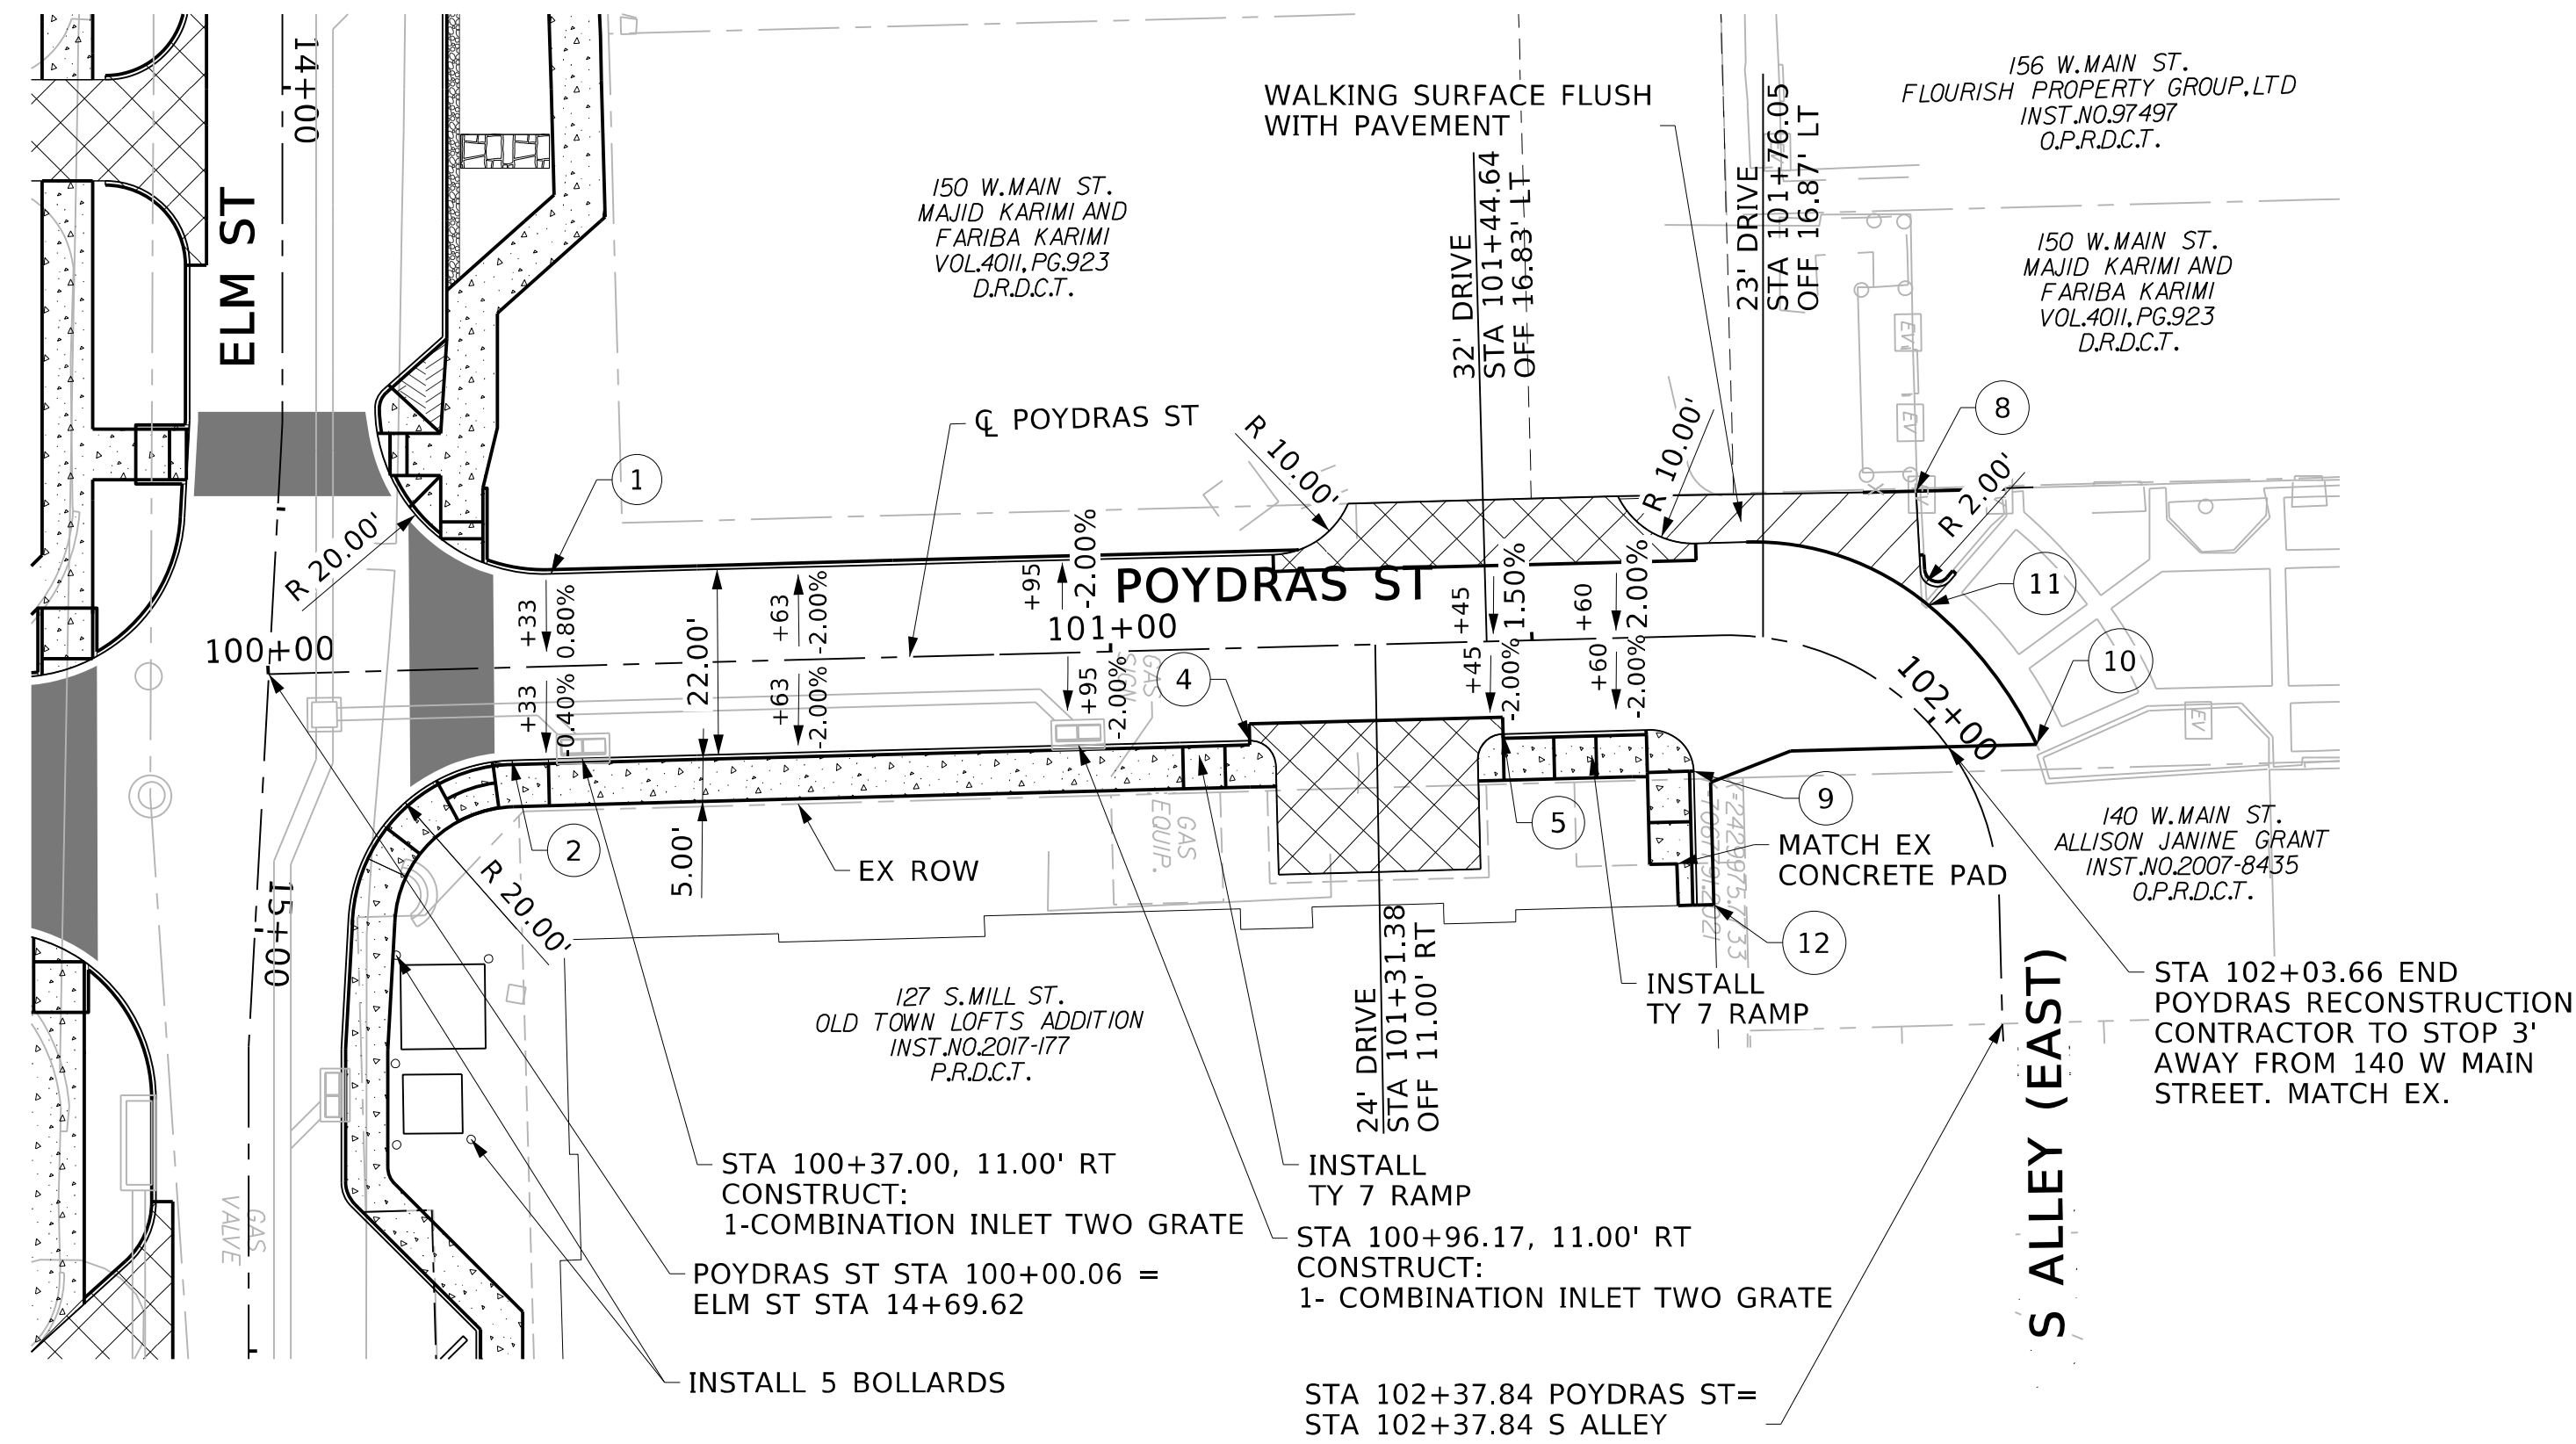 14+00
ELM ST
WALKING SURFACE FLUSH
WITH PAVEMENT
156 W. MAIN ST.
FLOURISH PROPERTY GROUP, LTD
INST. NO. 97497
O.P.R.D.C.T.
150 W. MAIN ST.
MAJID KARIMI AND
FARIBA KARIMI
VOL. 4011, PG. 923
D.R.D.C.T.
32' DRIVE
STA 101+44.64
OFF 16.83' LT
23' DRIVE
STA 101+76.05
OFF 16.87' LT
150 W. MAIN ST.
MAJID KARIMI AND
FARIBA KARIMI
VOL. 4011, PG. 923
D.R.D.C.T.
EV
EV
℄ POYDRAS ST
R 10.00'
R 10.00'
8
R 2.00'
1
R 20.00'
11
POYDRAS ST
+33
0.80%
+63
-2.00%
+95
-2.00%
+45
1.50%
+60
2.00%
100+00
101+00
102+00
22.00'
+33
-0.40%
+63
-2.00%
+95
-2.00%
+45
-2.00%
+60
-2.00%
GAS
SIGN
4
10
EV
2
5
9
5.00'
EX ROW
GAS
EQUIP.
R 20.00'
MATCH EX
CONCRETE PAD
12
140 W. MAIN ST.
ALLISON JANINE GRANT
INST. NO. 2007-8435
O.P.R.D.C.T.
15+00
24' DRIVE
STA 101+31.38
OFF 11.00' RT
INSTALL
TY 7 RAMP
127 S. MILL ST.
OLD TOWN LOFTS ADDITION
INST. NO. 2017-177
P.R.D.C.T.
S ALLEY (EAST)
STA 102+03.66 END
POYDRAS RECONSTRUCTION
CONTRACTOR TO STOP 3'
AWAY FROM 140 W MAIN
STREET. MATCH EX.
STA 100+37.00, 11.00' RT
CONSTRUCT:
1-COMBINATION INLET TWO GRATE
INSTALL
TY 7 RAMP
GAS
VALVE
POYDRAS ST STA 100+00.06 =
ELM ST STA 14+69.62
STA 100+96.17, 11.00' RT
CONSTRUCT:
1- COMBINATION INLET TWO GRATE
INSTALL 5 BOLLARDS
STA 102+37.84 POYDRAS ST=
STA 102+37.84 S ALLEY